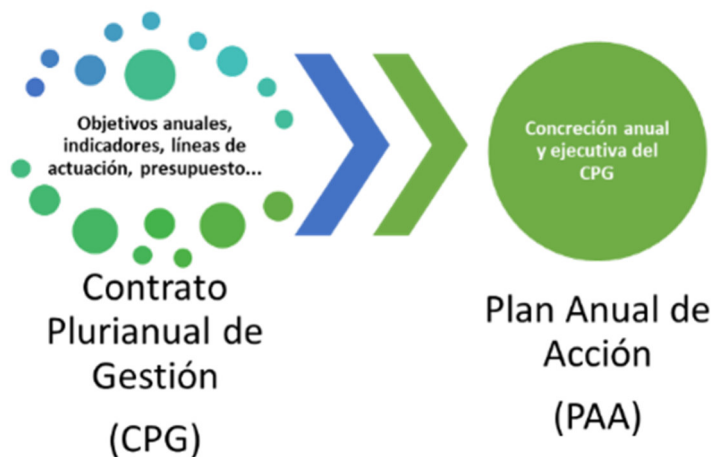 Objetivos anuales,
indicadores, líneas de
actuación, presupuesto...
Contrato
Plurianual de
Gestión
(CPG)
Concreción anual
y ejecutiva del
CPG
Plan Anual de
Acción
(PAA)